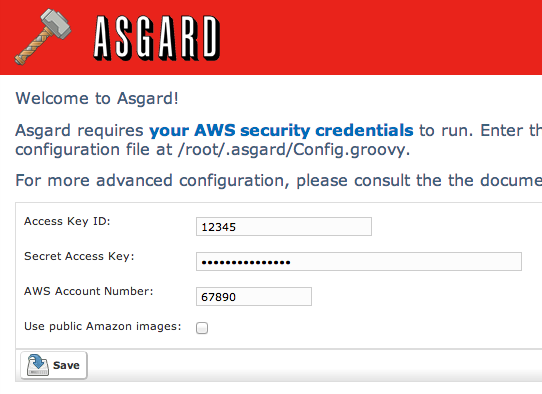 ASGARD
Welcome to Asgard!
Asgard requires your AWS security credentials to run. Enter
configuration file at /root/.asgard/Config.groovy.
For more advanced configuration, please consult the the
Access Key ID: 12345
Secret Access Key: •••••••••••••••
AWS Account Number: 67890
Use public Amazon images:
Save